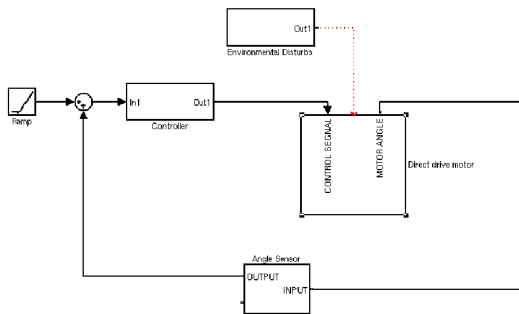 Out1
Environmental Disturbs
In1
Out1
Ramp
Controller
CONTROL SEGNAL
MOTOR ANGLE
Direct drive motor
Angle Sensor
OUTPUT
INPUT